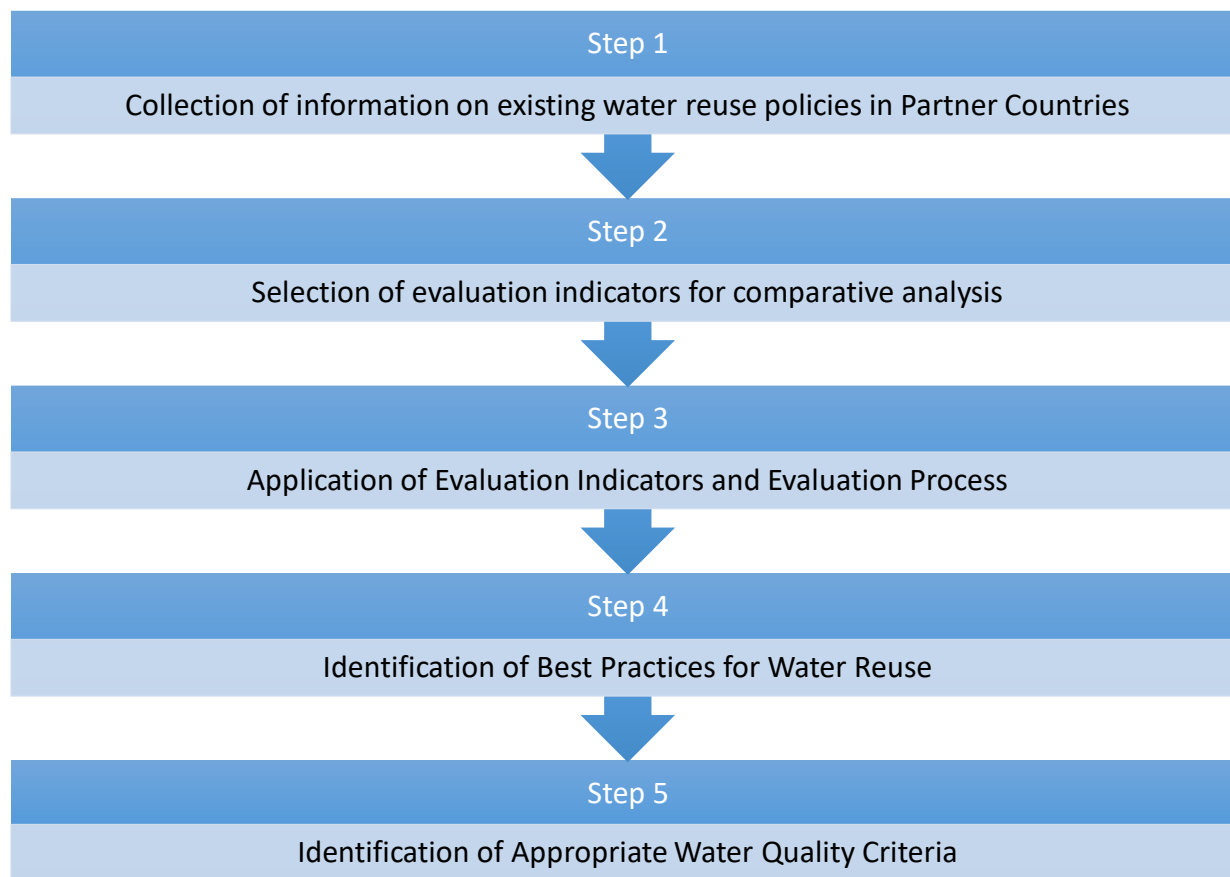 Step 1
Collection of information on existing water reuse policies in Partner Countries
Step 2
Selection of evaluation indicators for comparative analysis
Step 3
Application of Evaluation Indicators and Evaluation Process
Step 4
Identification of Best Practices for Water Reuse
Step 5
Identification of Appropriate Water Quality Criteria